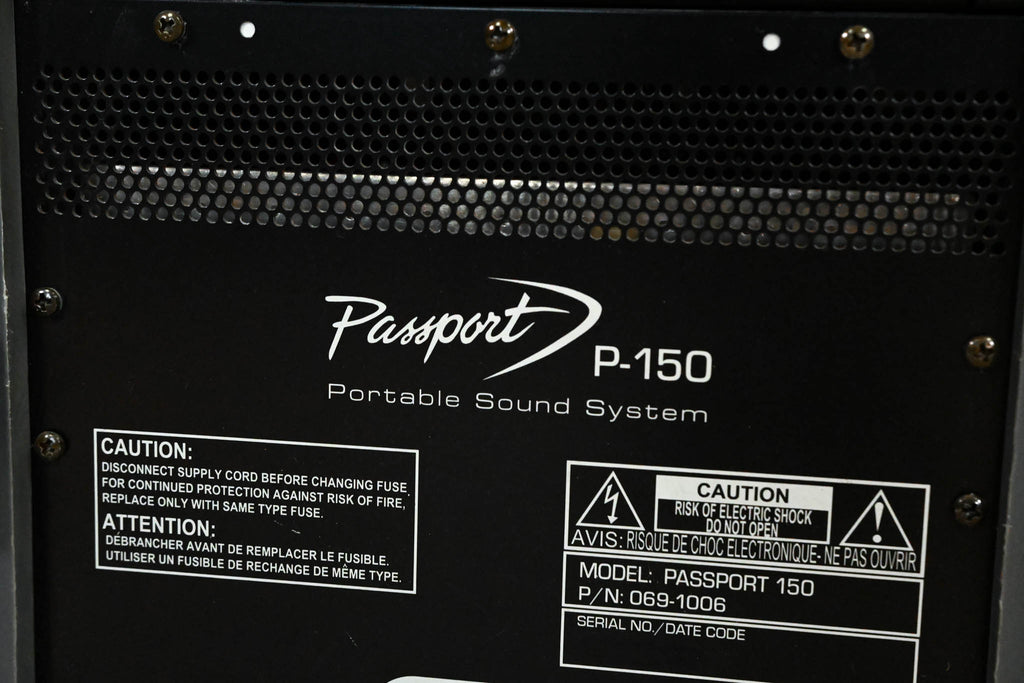 Passport
P-150
Portable Sound System
CAUTION:
DISCONNECT SUPPLY CORD BEFORE CHANGING FUSE.
FOR CONTINUED PROTECTION AGAINST RISK OF FIRE,
REPLACE ONLY WITH SAME TYPE FUSE.
ATTENTION:
DÉBRANCHER AVANT DE REMPLACER LE FUSIBLE.
UTILISER UN FUSIBLE DE RECHANGE DE MÊME TYPE.
CAUTION
RISK OF ELECTRIC SHOCK
DO NOT OPEN
AVIS: RISQUE DE CHOC ELECTRONIQUE- NE PAS OUVRIR
MODEL: PASSPORT 150
P/N: 069-1006
SERIAL NO./DATE CODE